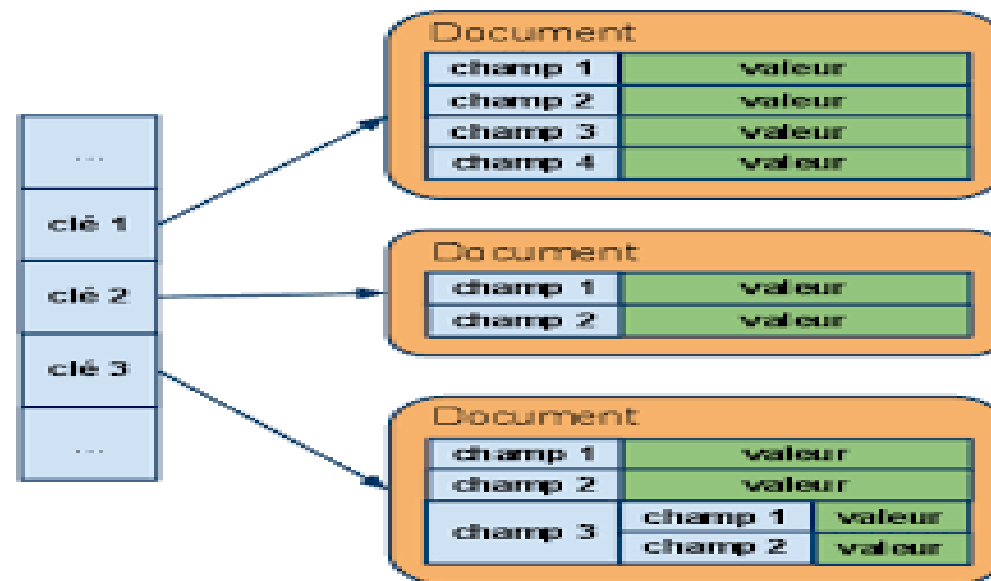 ...
clé 1
clé 2
clé 3
...
Document
champ 1 valeur
champ 2 valeur
champ 3 valeur
champ 4 valeur
Document
champ 1 valeur
champ 2 valeur
Document
champ 1 valeur
champ 2 valeur
champ 3 champ 1 valeur
champ 2 valeur